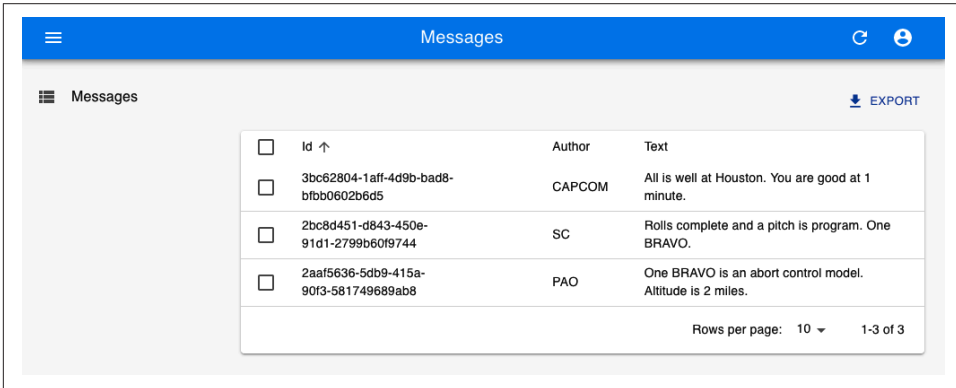 Messages
Messages
EXPORT
Id ↑ Author Text
3bc62804-1aff-4d9b-bad8- CAPCOM All is well at Houston. You are good at 1
bfbb0602b6d5 minute.
2bc8d451-d843-450e- SC Rolls complete and a pitch is program. One
91d1-2799b60f9744 BRAVO.
2aaf5636-5db9-415a- PAO One BRAVO is an abort control model.
90f3-581749689ab8 Altitude is 2 miles.
Rows per page: 10 1-3 of 3